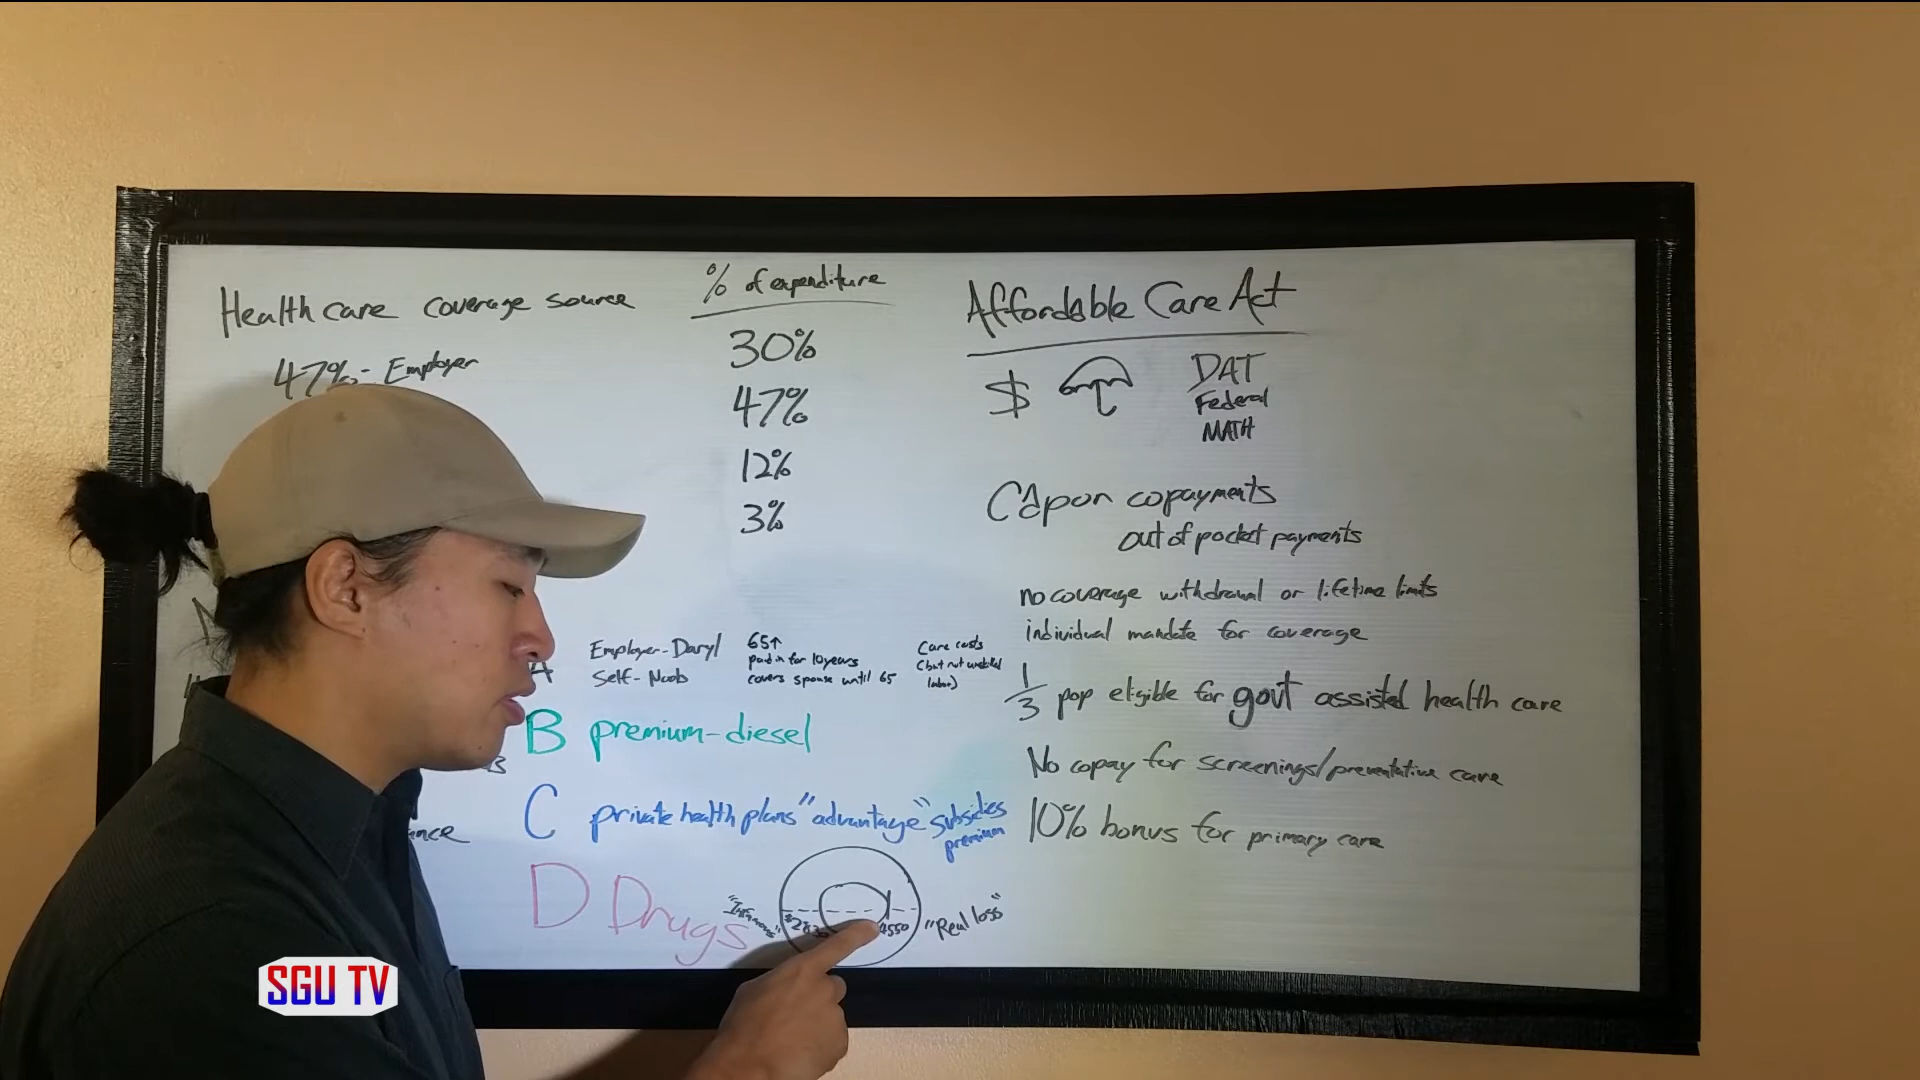 Health care coverage source
47% - Employer
% of expenditure
30%
47%
12%
3%
A
Employer - Daryl
Self - Noob
65↑
paid in for 10 years
covers spouse until 65
Care costs
labor)
B premium-diesel
C private health plans "advantage" subsidies
premium
D Drugs
4550
"Real loss"
Affordable Care Act
$
DAT
Federal
MATH
Cap on copayments
out of pocket payments
no coverage withdrawal or lifetime limits
individual mandate for coverage
1/3 pop eligible for govt assisted health care
No copay for screenings/preventative care
10% bonus for primary care
SGU TV